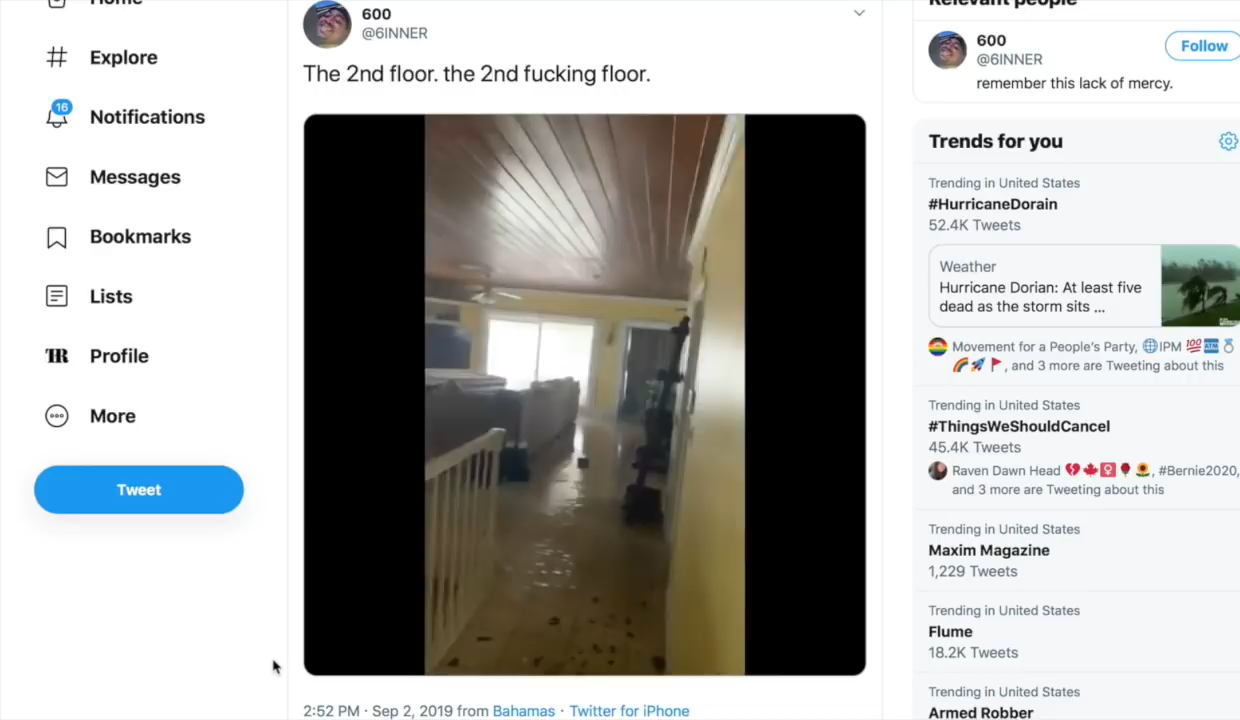 Home
Explore
16
Notifications
Messages
Bookmarks
Lists
Profile
More
Tweet
600
@6INNER
The 2nd floor. the 2nd fucking floor.
2:52 PM · Sep 2, 2019 from Bahamas · Twitter for iPhone
Relevant people
600
@6INNER
Follow
remember this lack of mercy.
Trends for you
Trending in United States
#HurricaneDorain
52.4K Tweets
Weather
Hurricane Dorian: At least five
dead as the storm sits ...
Movement for a People's Party, 🌐IPM 💯🏧💍
🌈🚀🚩, and 3 more are Tweeting about this
Trending in United States
#ThingsWeShouldCancel
45.4K Tweets
Raven Dawn Head 💔🍁🚺🌹🌻, #Bernie2020,
and 3 more are Tweeting about this
Trending in United States
Maxim Magazine
1,229 Tweets
Trending in United States
Flume
18.2K Tweets
Trending in United States
Armed Robber